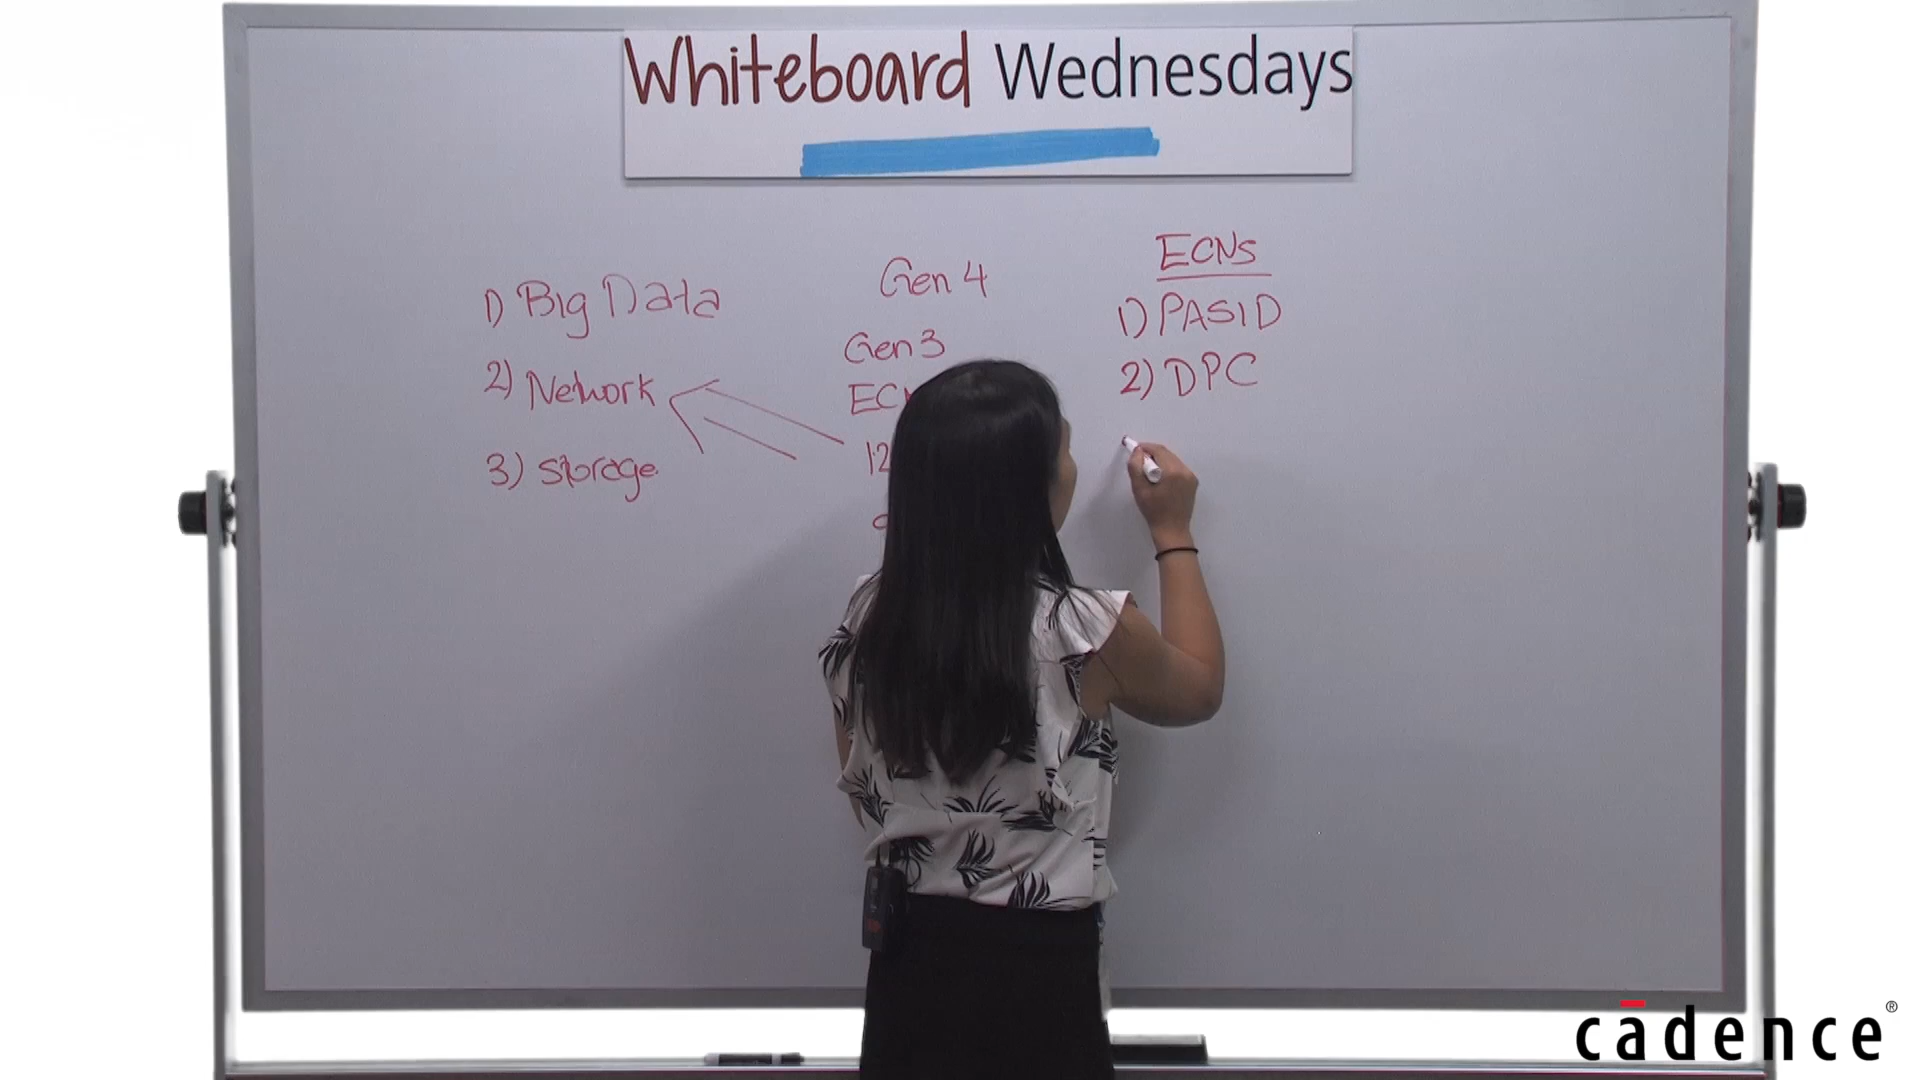 Whiteboard Wednesdays
1) Big Data
2) Network
3) Storage
Gen 4
Gen 3
12
ECNs
1) PASID
2) DPC
cadence®